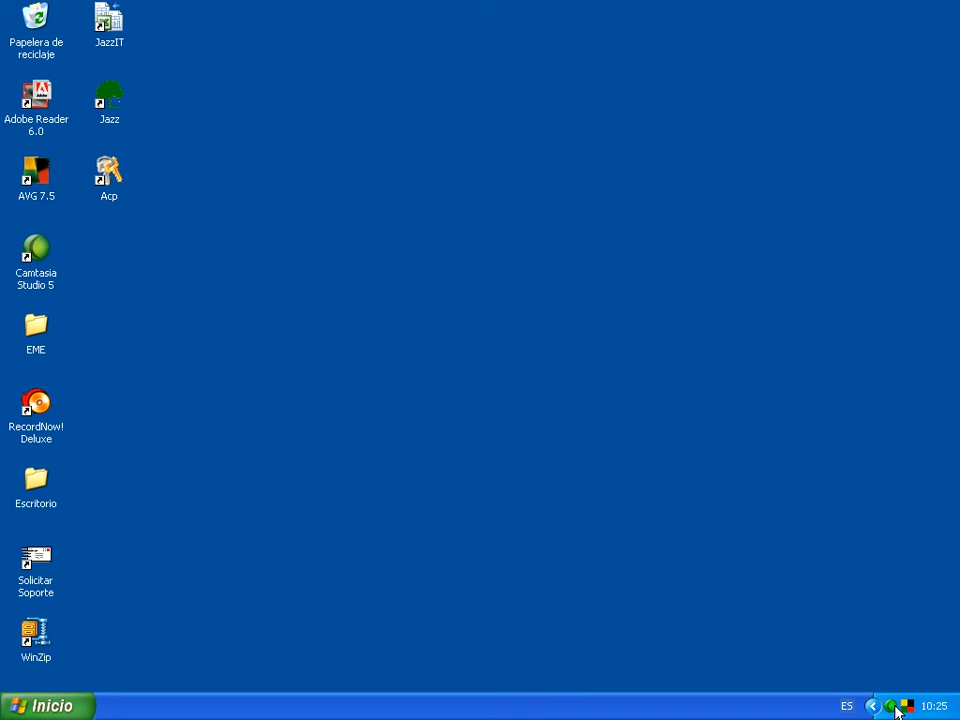 Papelera de
reciclaje
JazzIT
Adobe Reader
6.0
Jazz
AVG 7.5
Acp
Camtasia
Studio 5
EME
RecordNow!
Deluxe
Escritorio
Solicitar
Soporte
WinZip
Inicio
ES
10:25